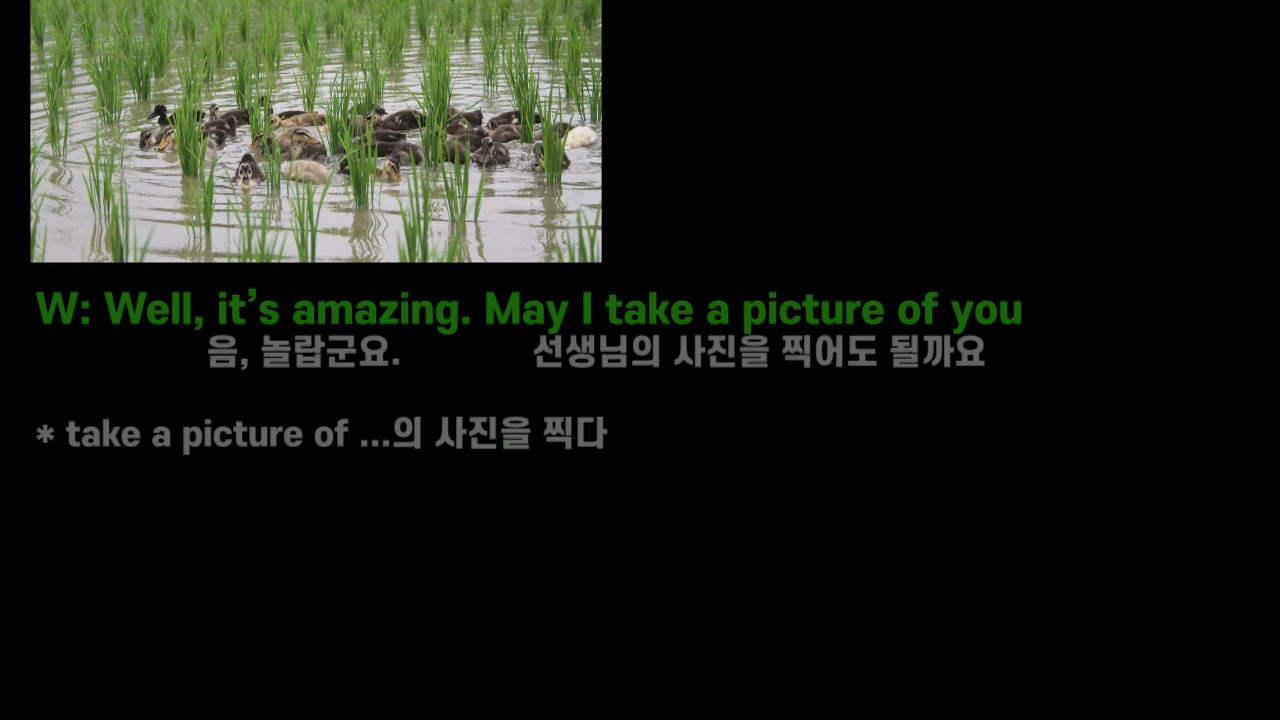 W: Well, it’s amazing. May I take a picture of you
음, 놀랍군요. 선생님의 사진을 찍어도 될까요
* take a picture of ...의 사진을 찍다